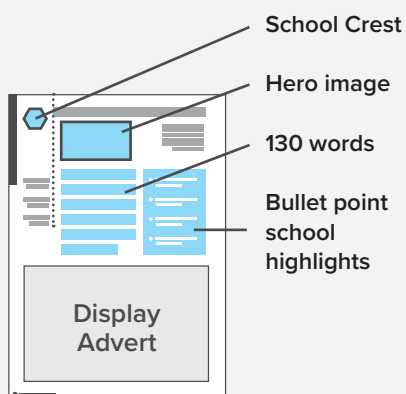 School Crest
Hero image
130 words
Bullet point
school
highlights
Display
Advert